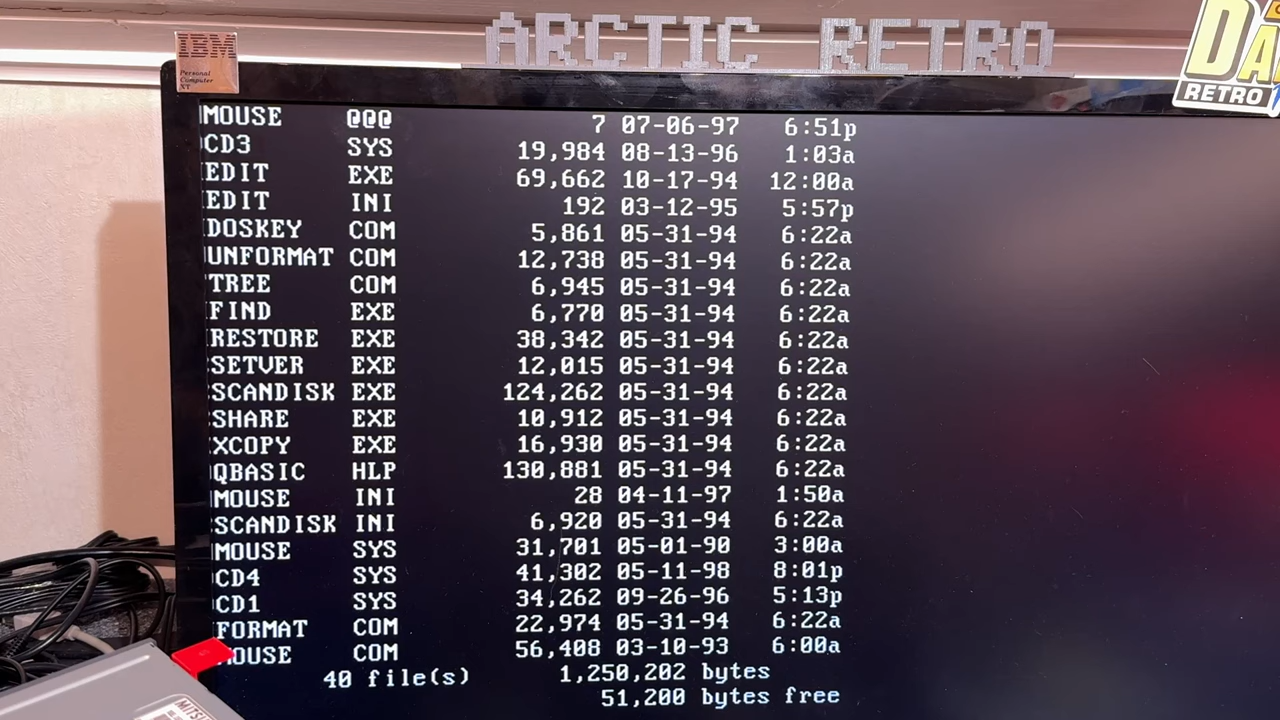 ARCTIC RETRO
IBM
Personal
Computer
XT
DA
RETRO
MOUSE @@@ 7 07-06-97 6:51p
CD3 SYS 19,984 08-13-96 1:03a
EDIT EXE 69,662 10-17-94 12:00a
EDIT INI 192 03-12-95 5:57p
DOSKEY COM 5,861 05-31-94 6:22a
UNFORMAT COM 12,738 05-31-94 6:22a
TREE COM 6,945 05-31-94 6:22a
FIND EXE 6,770 05-31-94 6:22a
RESTORE EXE 38,342 05-31-94 6:22a
SETVER EXE 12,015 05-31-94 6:22a
SCANDISK EXE 124,262 05-31-94 6:22a
SHARE EXE 10,912 05-31-94 6:22a
XCOPY EXE 16,930 05-31-94 6:22a
QBASIC HLP 130,881 05-31-94 6:22a
MOUSE INI 28 04-11-97 1:50a
SCANDISK INI 6,920 05-31-94 6:22a
MOUSE SYS 31,701 05-01-90 3:00a
CD4 SYS 41,302 05-11-98 8:01p
CD1 SYS 34,262 09-26-96 5:13p
FORMAT COM 22,974 05-31-94 6:22a
MOUSE COM 56,408 03-10-93 6:00a
40 file(s) 1,250,202 bytes
51,200 bytes free
MITSU